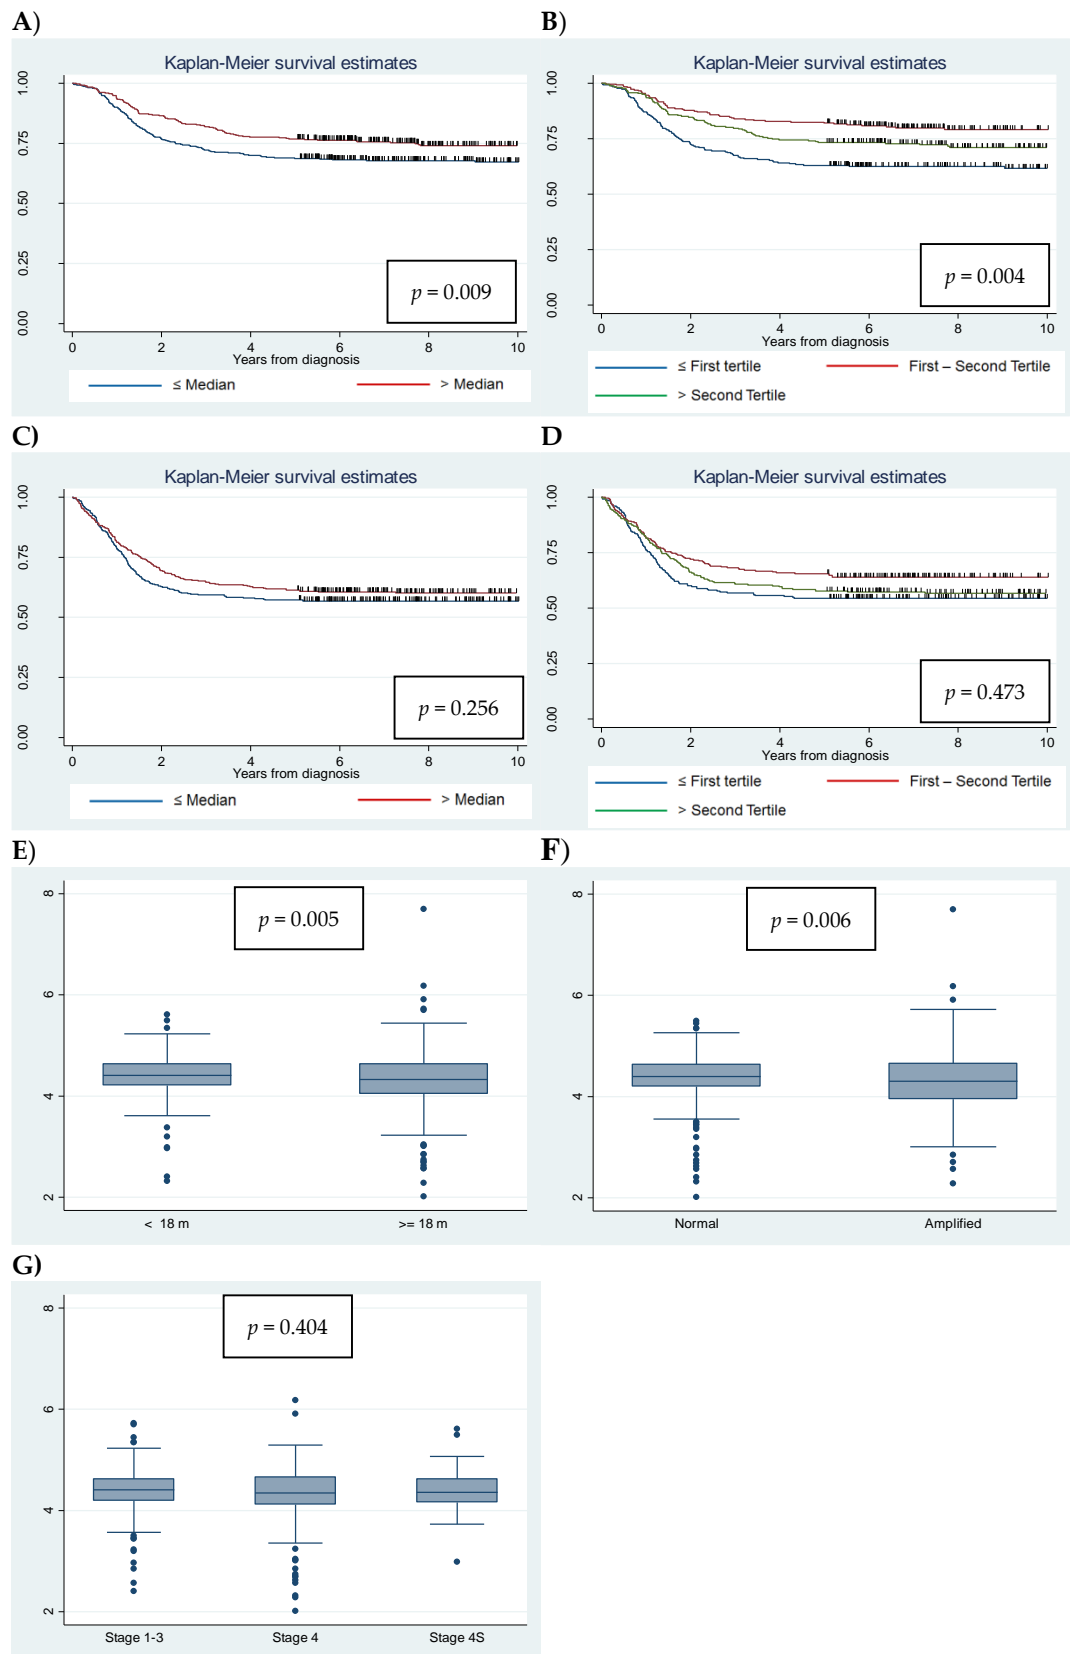 A)
Kaplan-Meier survival estimates
1.00
0.75
0.50
0.25
0.00
p = 0.009
0 2 4 6 8 10
Years from diagnosis
≤ Median > Median
B)
Kaplan-Meier survival estimates
1.00
0.75
0.50
0.25
0.00
p = 0.004
0 2 4 6 8 10
Years from diagnosis
≤ First tertile First – Second Tertile
> Second Tertile
C)
Kaplan-Meier survival estimates
1.00
0.75
0.50
0.25
0.00
p = 0.256
0 2 4 6 8 10
Years from diagnosis
≤ Median > Median
D
Kaplan-Meier survival estimates
1.00
0.75
0.50
0.25
0.00
p = 0.473
0 2 4 6 8 10
Years from diagnosis
≤ First tertile First – Second Tertile
> Second Tertile
E)
8
p = 0.005
6
4
2
< 18 m >= 18 m
F)
8
p = 0.006
6
4
2
Normal Amplified
G)
8
p = 0.404
6
4
2
Stage 1-3 Stage 4 Stage 4S